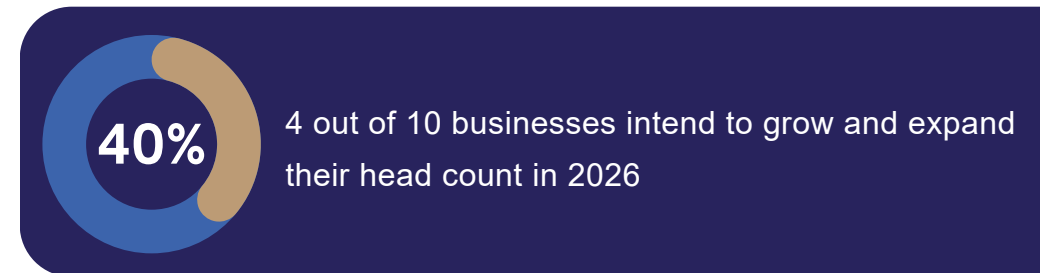 40%
4 out of 10 businesses intend to grow and expand
their head count in 2026